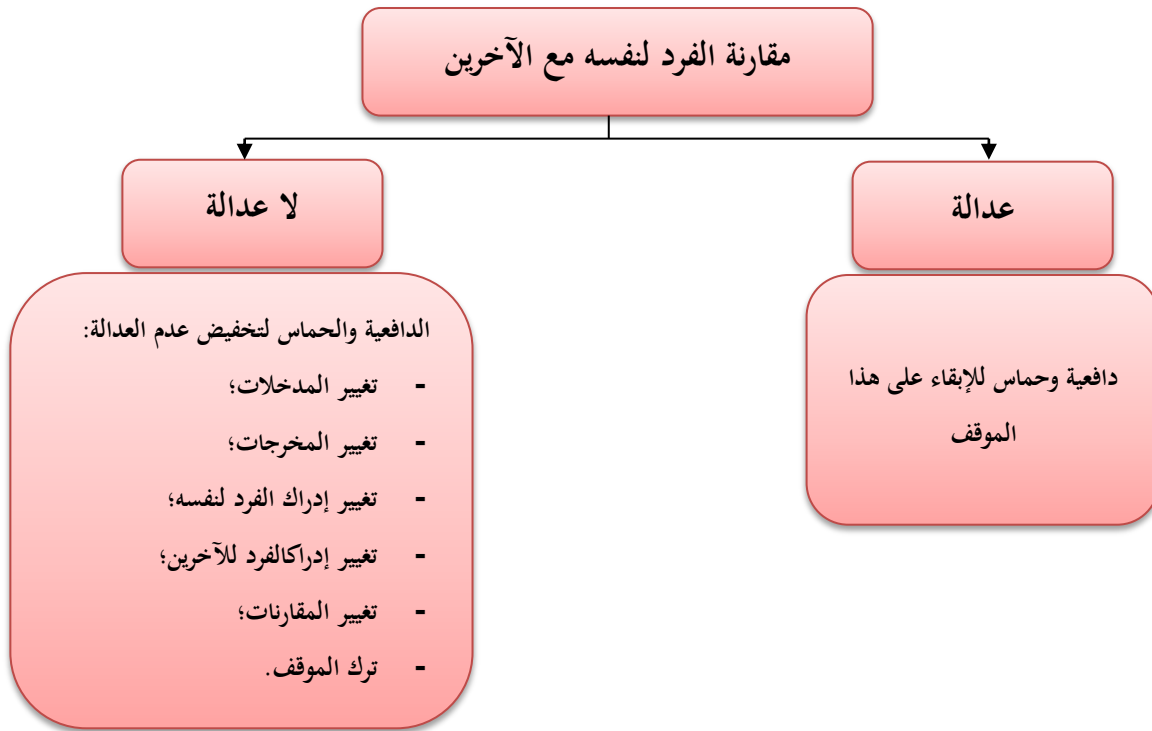 مقارنة الفرد لنفسه مع الآخرين
عدالة
لا عدالة
دافعية وحماس للإبقاء على هذا
الموقف
الدافعية والحماس لتخفيض عدم العدالة:
- تغيير المدخلات؛
- تغيير المخرجات؛
- تغيير إدراك الفرد لنفسه؛
- تغيير إدراكالفرد للآخرين؛
- تغيير المقارنات؛
- ترك الموقف.